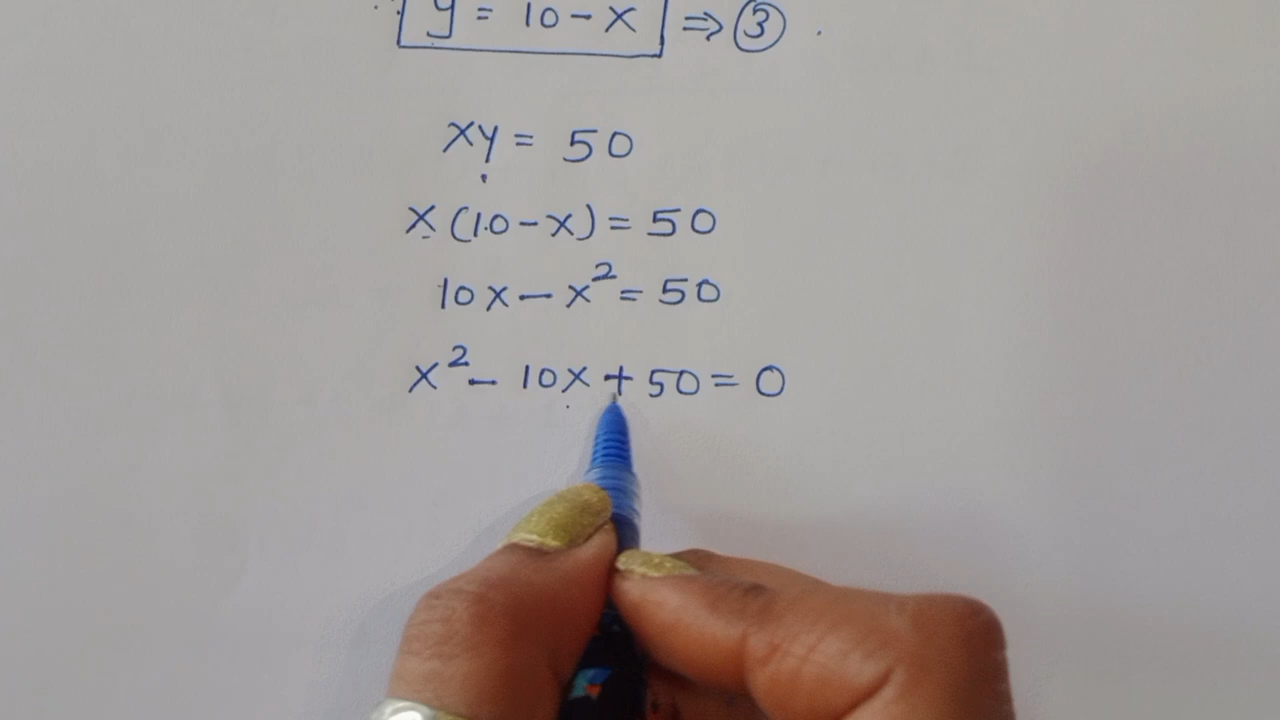 y = 10 - x ⇒ ③
xy = 50
x (10 - x) = 50
10x - x² = 50
x² - 10x + 50 = 0